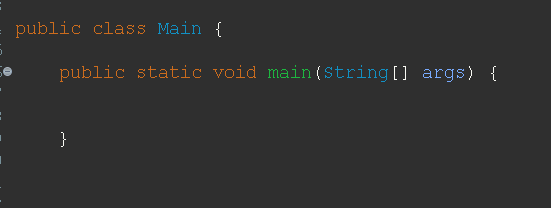 public class Main {
public static void main(String[] args) {
}